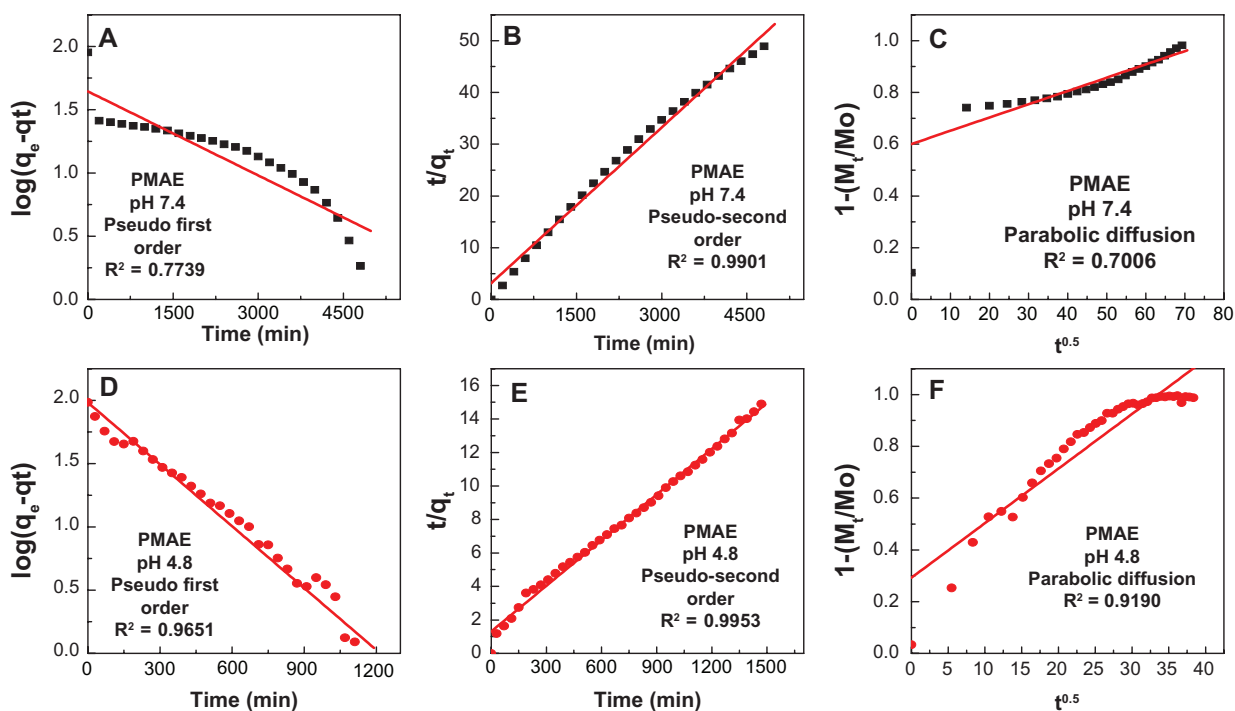 A
log(qe-qt)
2.0
1.5
1.0
0.5
0.0
PMAE
pH 7.4
Pseudo first
order
R² = 0.7739
0 1500 3000 4500
Time (min)
B
t/qt
50
40
30
20
10
0
PMAE
pH 7.4
Pseudo-second
order
R² = 0.9901
1500 3000 4500
Time (min)
C
1-(Mt/Mo)
1.0
0.8
0.6
0.4
0.2
0.0
PMAE
pH 7.4
Parabolic diffusion
R² = 0.7006
0 10 20 30 40 50 60 70 80
t^0.5
D
log(qe-qt)
2.0
1.5
1.0
0.5
0.0
PMAE
pH 4.8
Pseudo first
order
R² = 0.9651
0 300 600 900 1200
Time (min)
E
t/qt
16
14
12
10
8
6
4
2
0
PMAE
pH 4.8
Pseudo-second
order
R² = 0.9953
300 600 900 1200 1500
Time (min)
F
1-(Mt/Mo)
1.0
0.8
0.6
0.4
0.2
0.0
PMAE
pH 4.8
Parabolic diffusion
R² = 0.9190
0 5 10 15 20 25 30 35 40
t^0.5